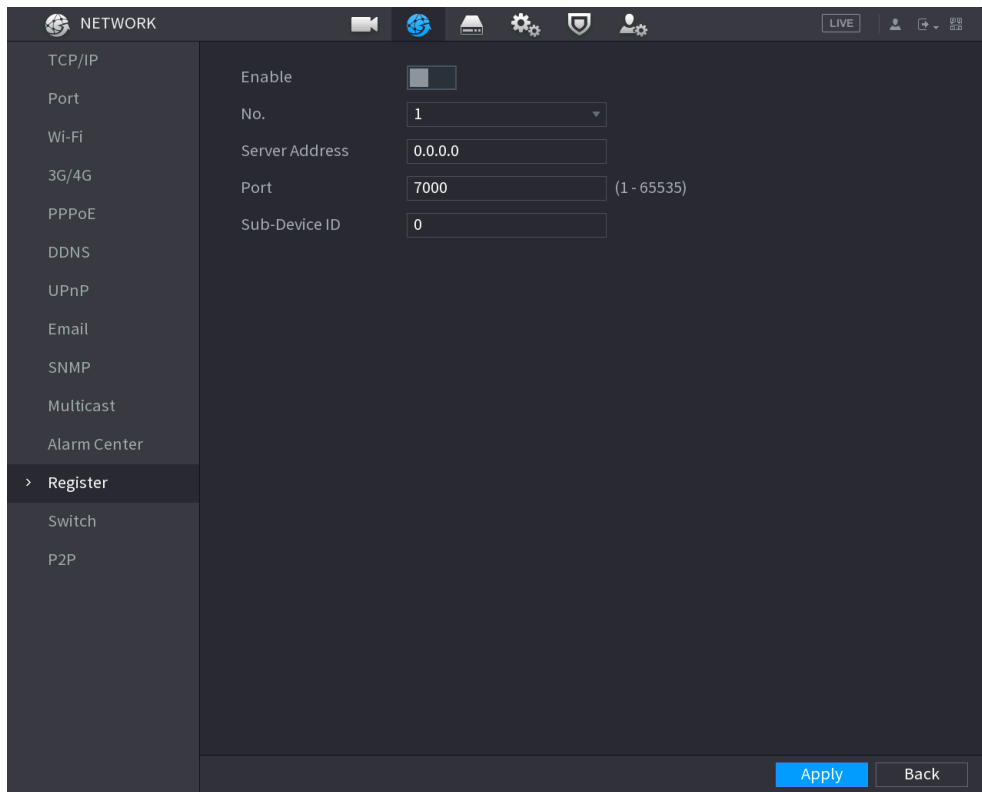 NETWORK
LIVE
TCP/IP
Port
Wi-Fi
3G/4G
PPPoE
DDNS
UPnP
Email
SNMP
Multicast
Alarm Center
> Register
Switch
P2P
Enable
No. 1
Server Address 0.0.0.0
Port 7000 (1 - 65535)
Sub-Device ID 0
Apply Back